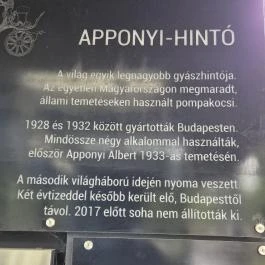 APPONYI-HINTÓ
A világ egyik legnagyobb gyászhintója.
Az egyetlen Magyarországon megmaradt,
állami temetéseken használt pompakocsi.
1928 és 1932 között gyártották Budapesten.
Mindössze négy alkalommal használták,
először Apponyi Albert 1933-as temetésén.
A második világháború idején nyoma veszett.
Két évtizeddel később került elő, Budapesttől
távol. 2017 előtt soha nem állították ki.